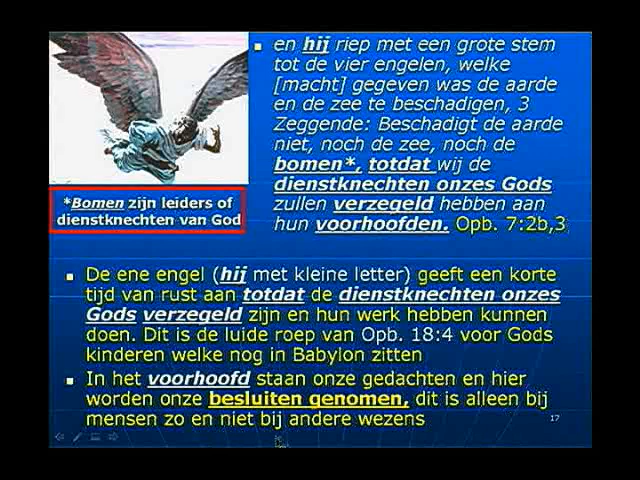 en hij riep met een grote stem
tot de vier engelen, welke
[macht] gegeven was de aarde
en de zee te beschadigen, 3
Zeggende: Beschadigt de aarde
niet, noch de zee, noch de
bomen*, totdat wij de
dienstknechten onzes Gods
zullen verzegeld hebben aan
hun voorhoofden. Opb. 7:2b,3
*Bomen zijn leiders of
dienstknechten van God
De ene engel (hij met kleine letter) geeft een korte
tijd van rust aan totdat de dienstknechten onzes
Gods verzegeld zijn en hun werk hebben kunnen
doen. Dit is de luide roep van Opb. 18:4 voor Gods
kinderen welke nog in Babylon zitten
In het voorhoofd staan onze gedachten en hier
worden onze besluiten genomen, dit is alleen bij
mensen zo en niet bij andere wezens
17